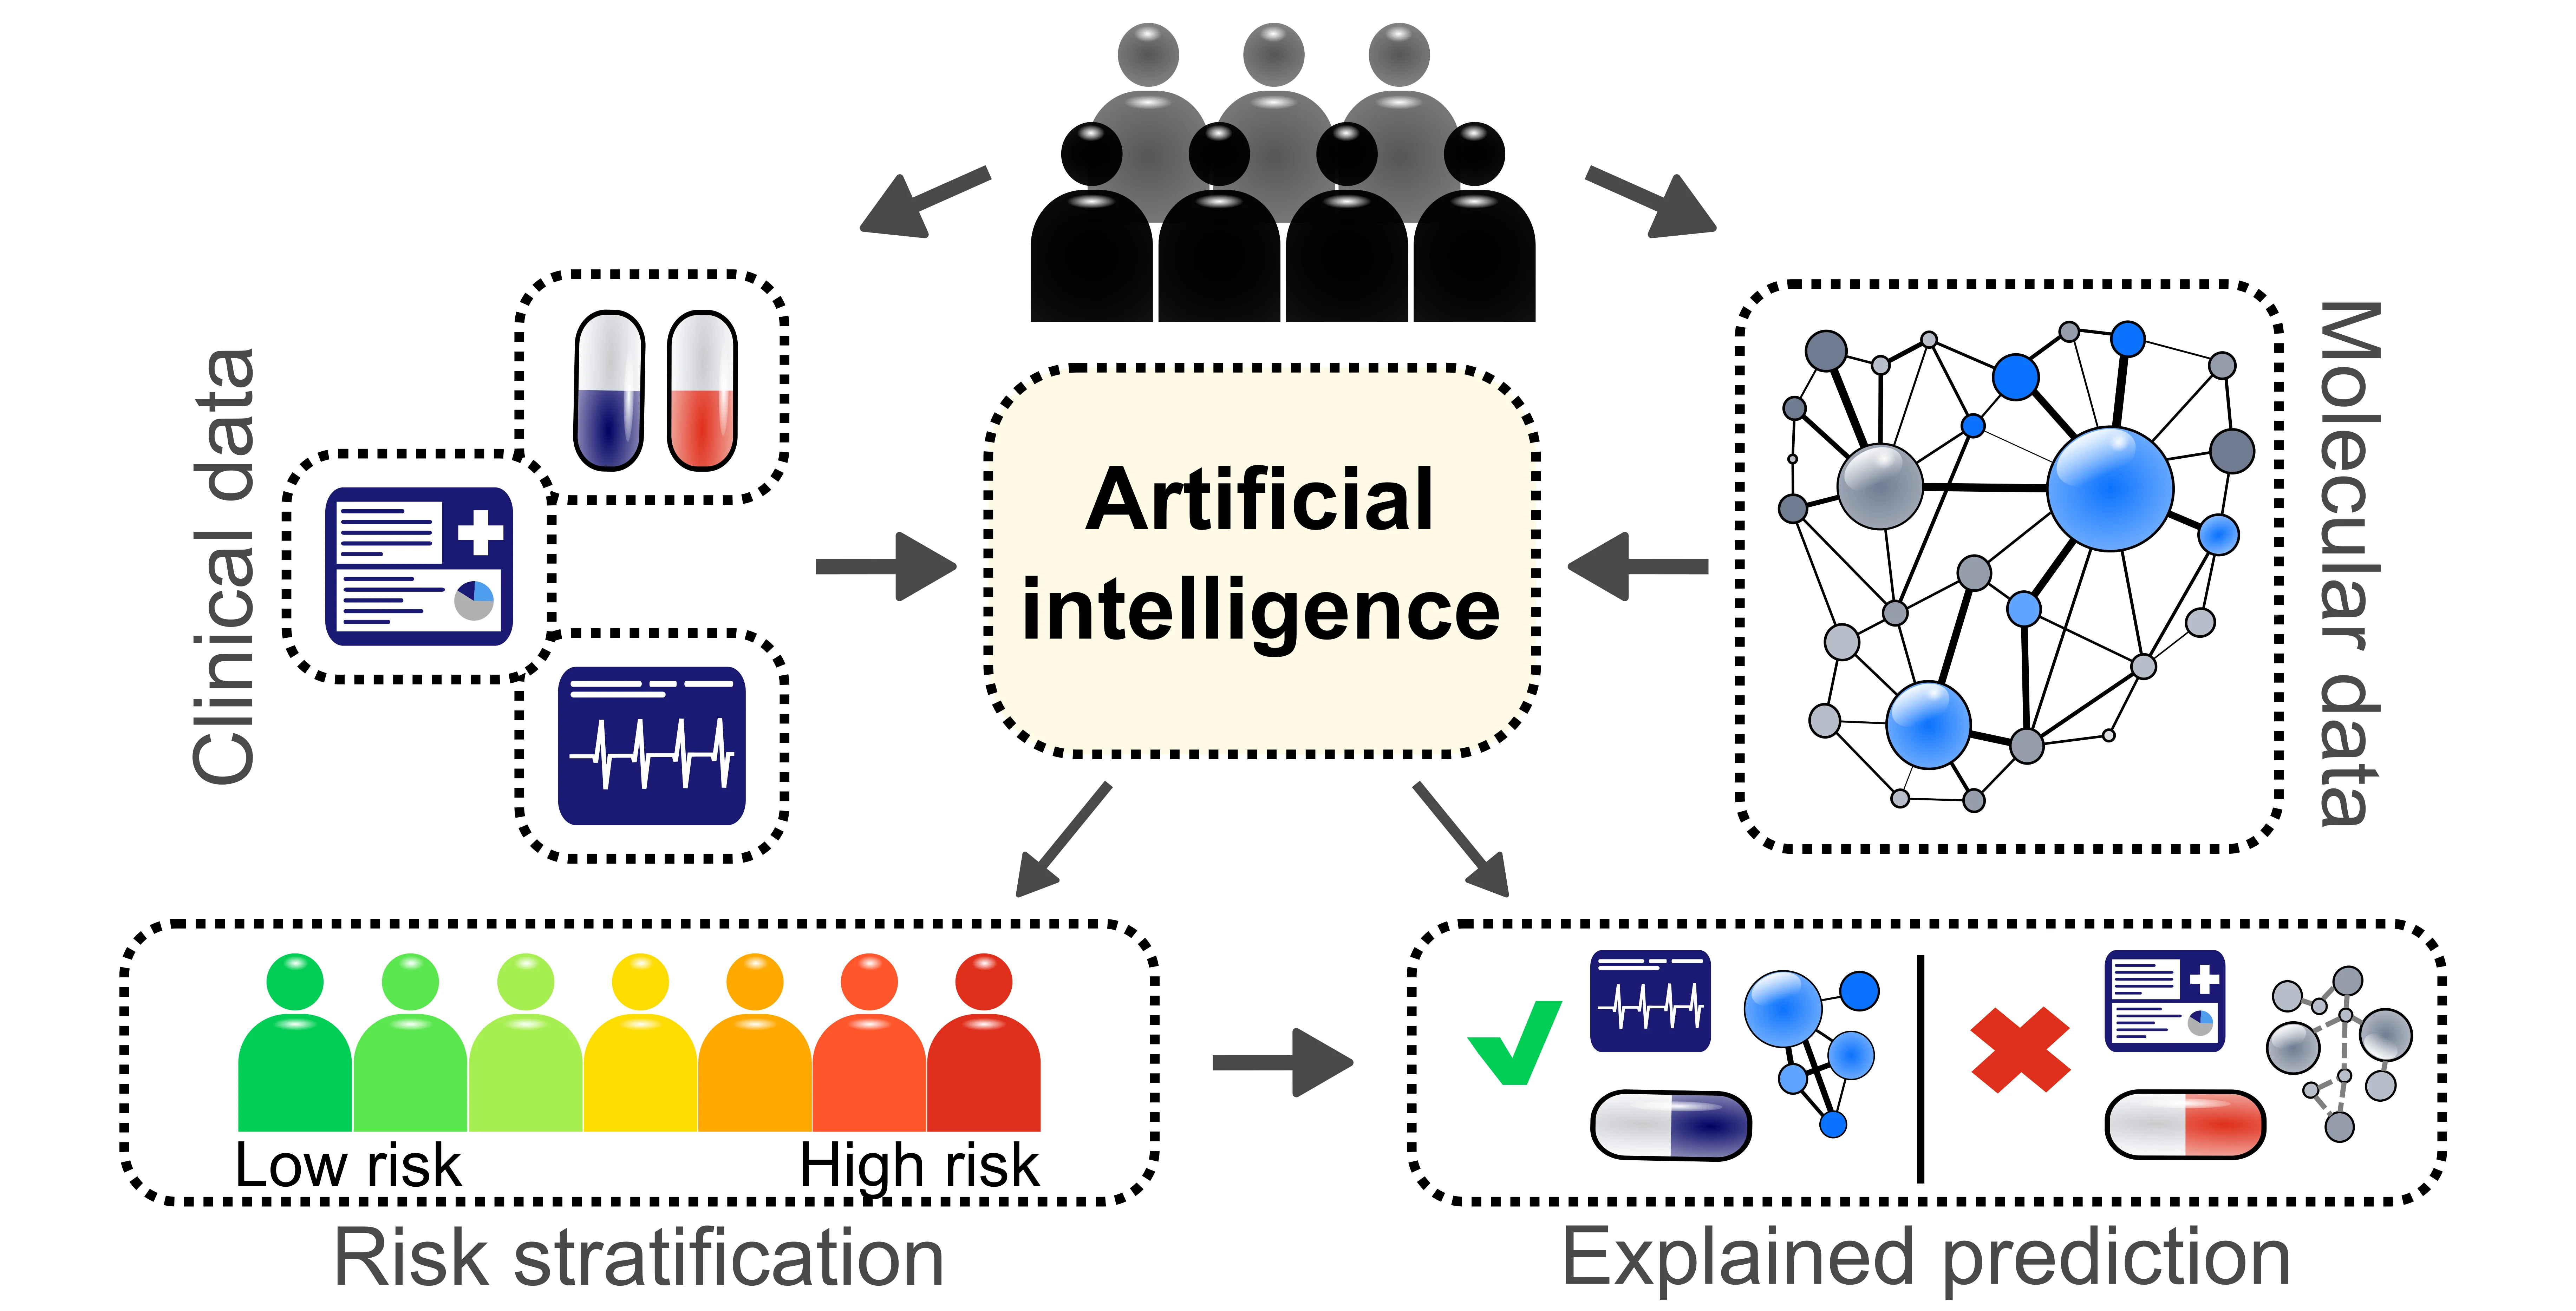 Clinical data
Artificial
intelligence
Molecular data
Low risk
High risk
Risk stratification
Explained prediction